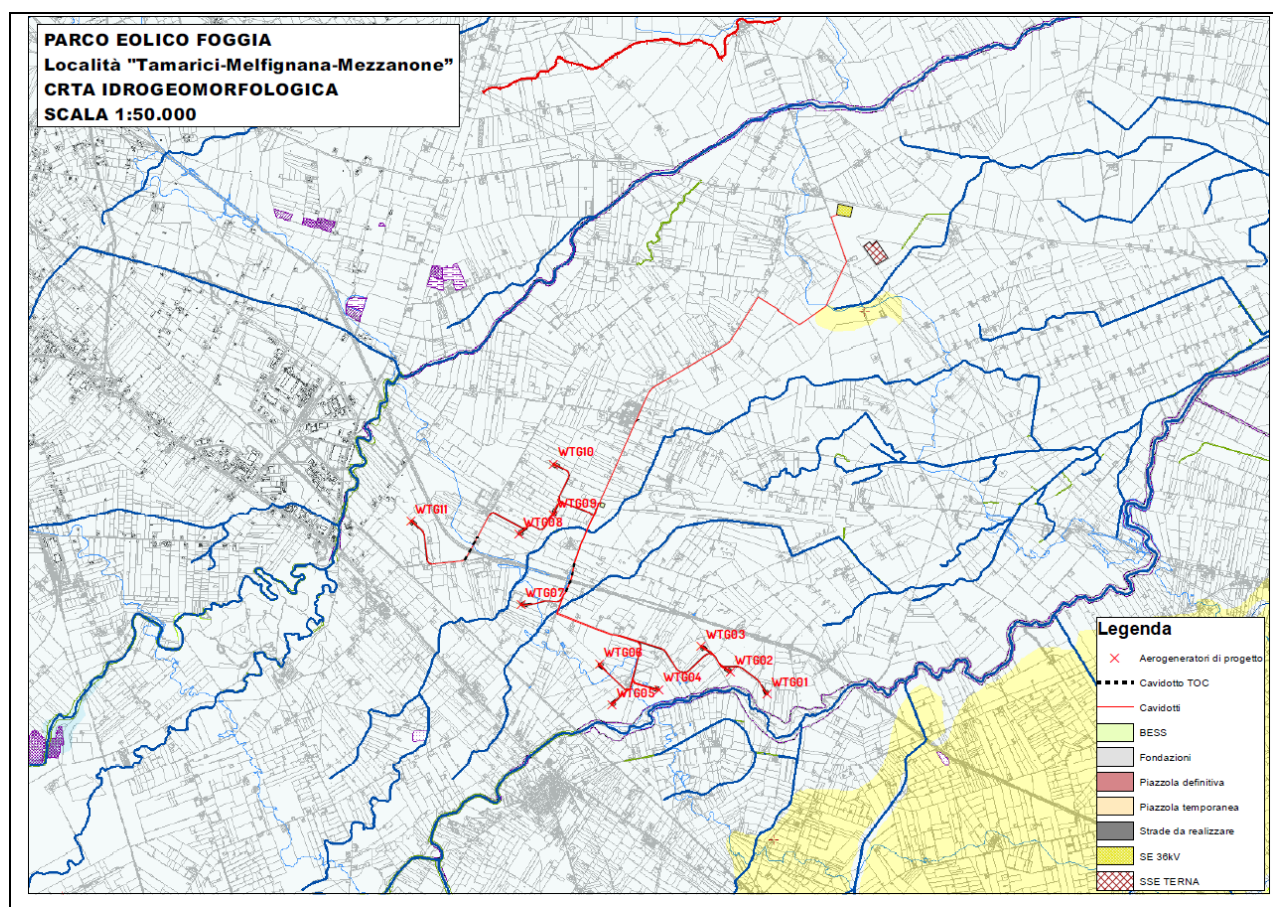 PARCO EOLICO FOGGIA
Località "Tamarici-Melfignana-Mezzanone”
CRTA IDROGEOMORFOLOGICA
SCALA 1:50.000
WTG10
WTG09
WTG11
WTG08
WTG07
WTG03
WTG06
WTG02
WTG04
WTG01
WTG05
Legenda
Aerogeneratori di progetto
Cavidotto TOC
Cavidotti
BESS
Fondazioni
Piazzola definitiva
Piazzola temporanea
Strade da realizzare
SE 36kV
SSE TERNA